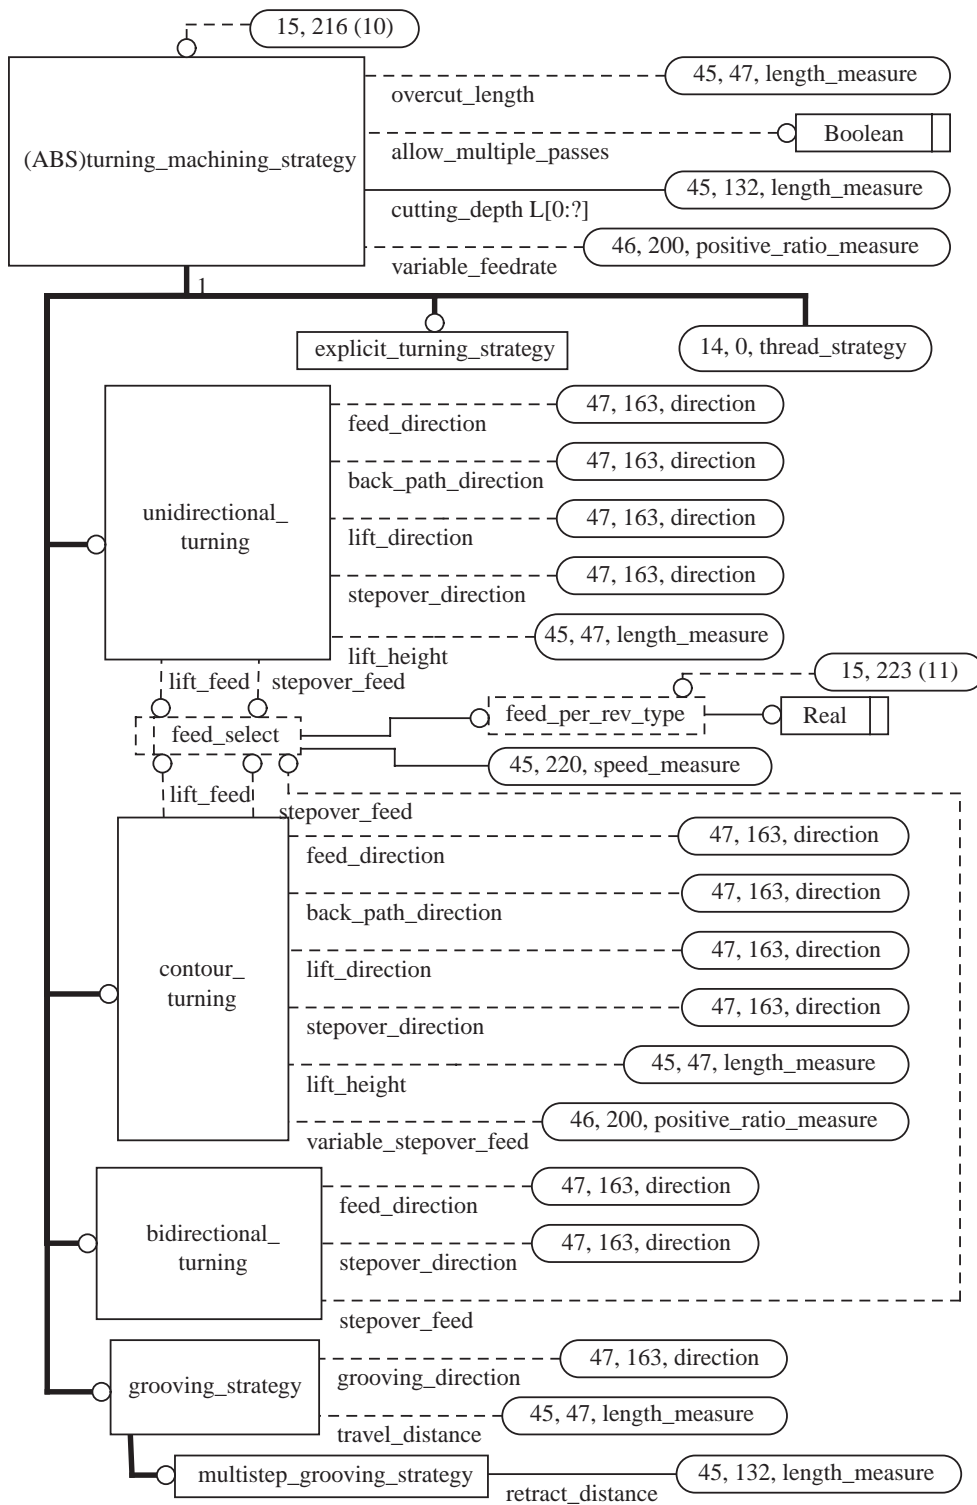 15, 216 (10)
(ABS)turning_machining_strategy
45, 47, length_measure
overcut_length
Boolean
allow_multiple_passes
45, 132, length_measure
cutting_depth L[0:?]
46, 200, positive_ratio_measure
variable_feedrate
1
explicit_turning_strategy
14, 0, thread_strategy
unidirectional_
turning
47, 163, direction
feed_direction
47, 163, direction
back_path_direction
47, 163, direction
lift_direction
47, 163, direction
stepover_direction
45, 47, length_measure
lift_height
lift_feed
stepover_feed
15, 223 (11)
feed_select
feed_per_rev_type
Real
45, 220, speed_measure
lift_feed
stepover_feed
contour_
turning
47, 163, direction
feed_direction
47, 163, direction
back_path_direction
47, 163, direction
lift_direction
47, 163, direction
stepover_direction
45, 47, length_measure
lift_height
46, 200, positive_ratio_measure
variable_stepover_feed
bidirectional_
turning
47, 163, direction
feed_direction
47, 163, direction
stepover_direction
stepover_feed
grooving_strategy
47, 163, direction
grooving_direction
45, 47, length_measure
travel_distance
multistep_grooving_strategy
45, 132, length_measure
retract_distance